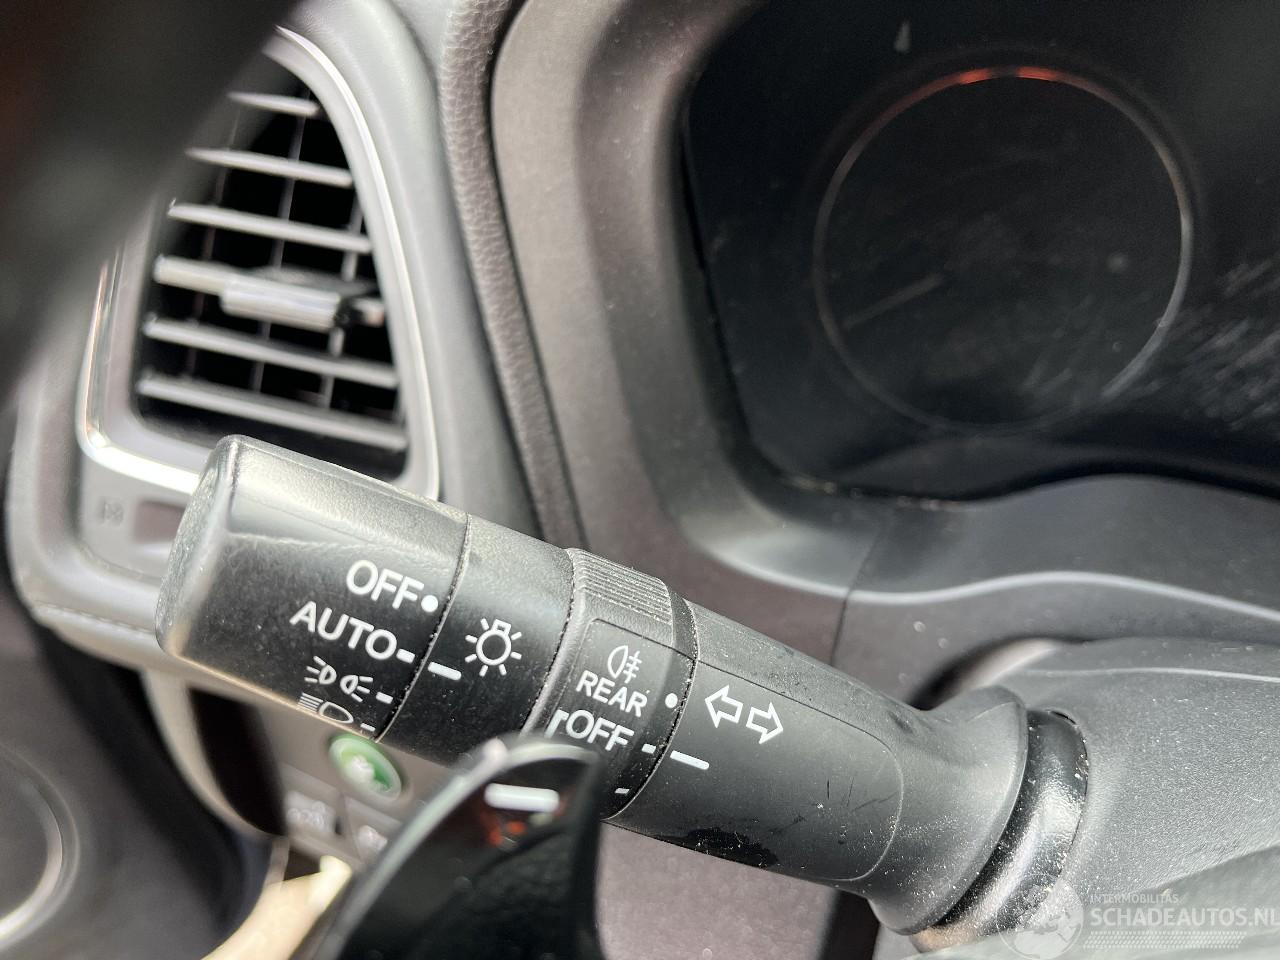 OFF
AUTO
REAR
OFF
INTERMOBILITAS
SCHADEAUTOS.NL